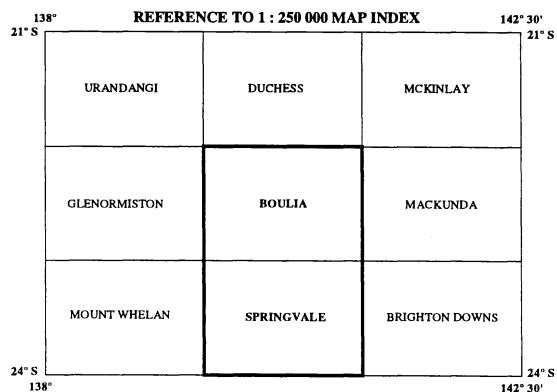 REFERENCE TO 1 : 250 000 MAP INDEX
138° 142° 30'
21° S 21° S
URANDANGI DUCHESS MCKINLAY
GLENORMISTON BOULIA MACKUNDA
MOUNT WHELAN SPRINGVALE BRIGHTON DOWNS
24° S 24° S
138° 142° 30'